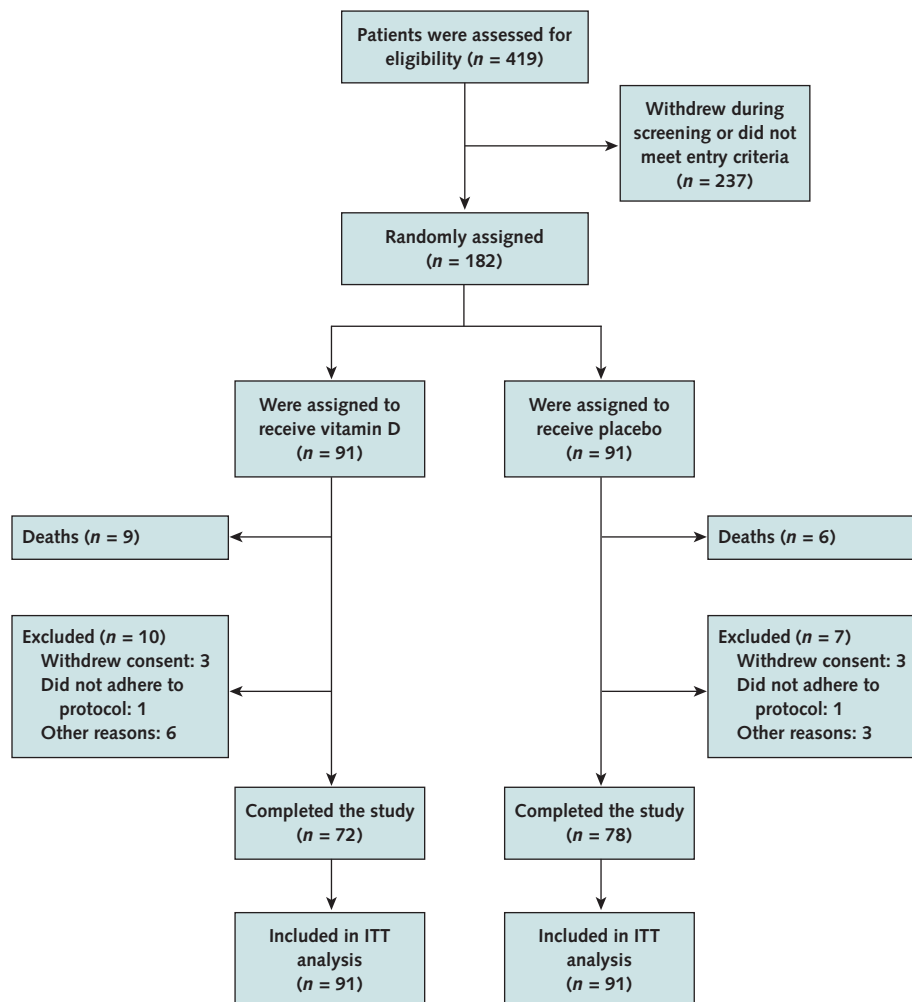 Patients were assessed for
eligibility (n = 419)
Withdrew during
screening or did not
meet entry criteria
(n = 237)
Randomly assigned
(n = 182)
Were assigned to
receive vitamin D
(n = 91)
Were assigned to
receive placebo
(n = 91)
Deaths (n = 9)
Deaths (n = 6)
Excluded (n = 10)
Withdrew consent: 3
Did not adhere to
protocol: 1
Other reasons: 6
Excluded (n = 7)
Withdrew consent: 3
Did not adhere to
protocol: 1
Other reasons: 3
Completed the study
(n = 72)
Completed the study
(n = 78)
Included in ITT
analysis
(n = 91)
Included in ITT
analysis
(n = 91)